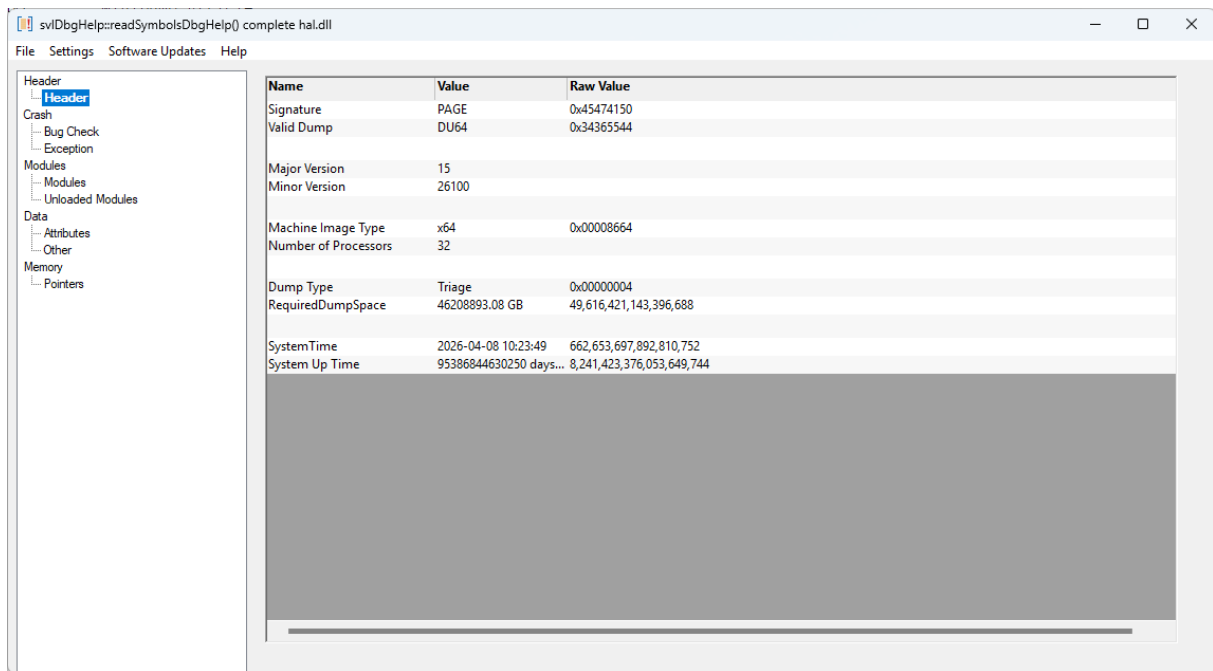 svlDbgHelp::readSymbolsDbgHelp() complete hal.dll
File Settings Software Updates Help
Header
Header
Crash
Bug Check
Exception
Modules
Modules
Unloaded Modules
Data
Attributes
Other
Memory
Pointers
Name Value Raw Value
Signature PAGE 0x45474150
Valid Dump DU64 0x34365544
Major Version 15
Minor Version 26100
Machine Image Type x64 0x00008664
Number of Processors 32
Dump Type Triage 0x00000004
RequiredDumpSpace 46208893.08 GB 49,616,421,143,396,688
SystemTime 2026-04-08 10:23:49 662,653,697,892,810,752
System Up Time 95386844630250 days... 8,241,423,376,053,649,744